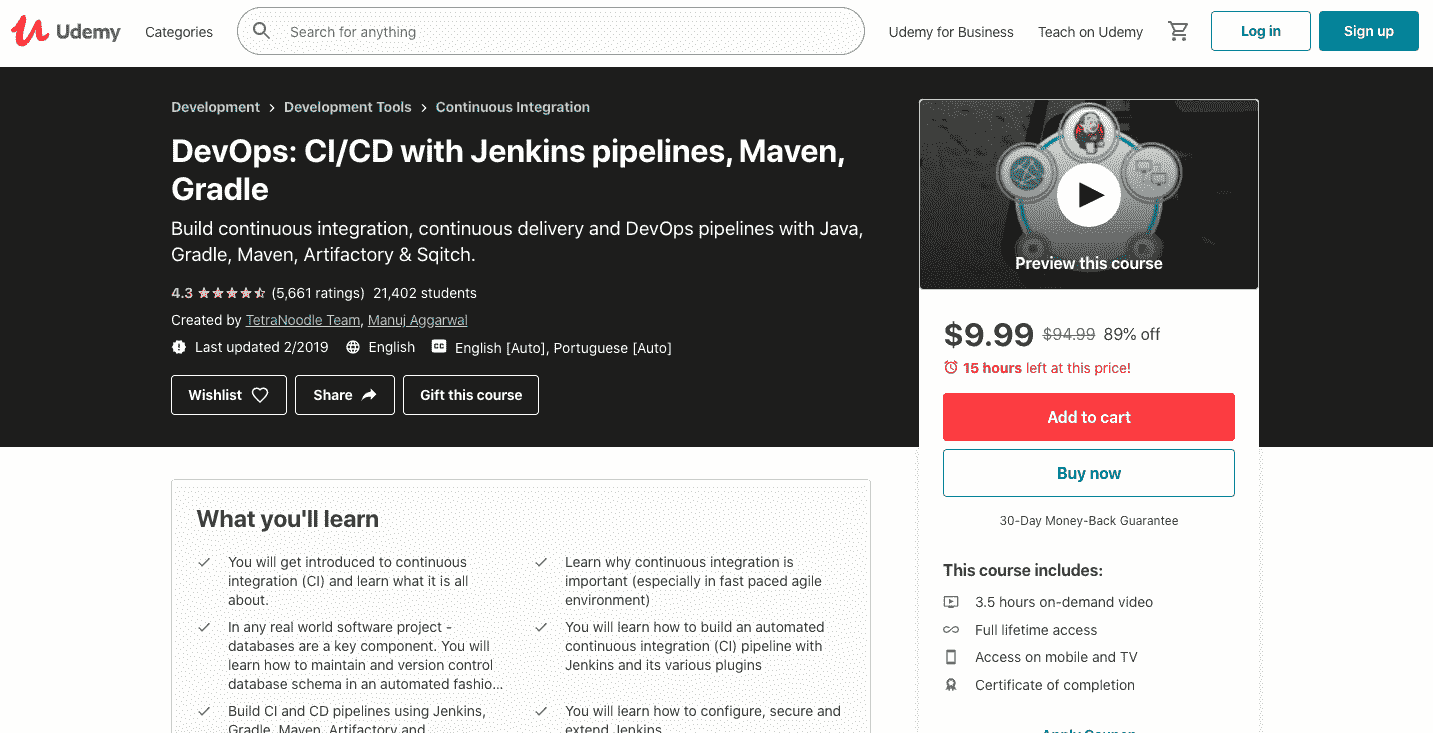 Udemy
Categories
Search for anything
Udemy for Business
Teach on Udemy
Log in
Sign up
Development > Development Tools > Continuous Integration
DevOps: CI/CD with Jenkins pipelines, Maven,
Gradle
Build continuous integration, continuous delivery and DevOps pipelines with Java,
Gradle, Maven, Artifactory & Sqitch.
4.3 (5,661 ratings) 21,402 students
Created by TetraNoodle Team, Manuj Aggarwal
Last updated 2/2019 English English [Auto], Portuguese [Auto]
Wishlist
Share
Gift this course
Preview this course
$9.99 $94.99 89% off
15 hours left at this price!
Add to cart
Buy now
30-Day Money-Back Guarantee
This course includes:
3.5 hours on-demand video
Full lifetime access
Access on mobile and TV
Certificate of completion
Apply Coupon
What you'll learn
You will get introduced to continuous
integration (CI) and learn what it is all
about.
Learn why continuous integration is
important (especially in fast paced agile
environment)
In any real world software project -
databases are a key component. You will
learn how to maintain and version control
database schema in an automated fashio...
You will learn how to build an automated
continuous integration (CI) pipeline with
Jenkins and its various plugins
Build CI and CD pipelines using Jenkins,
Gradle, Maven, Artifactory and
You will learn how to configure, secure and
extend Jenkins